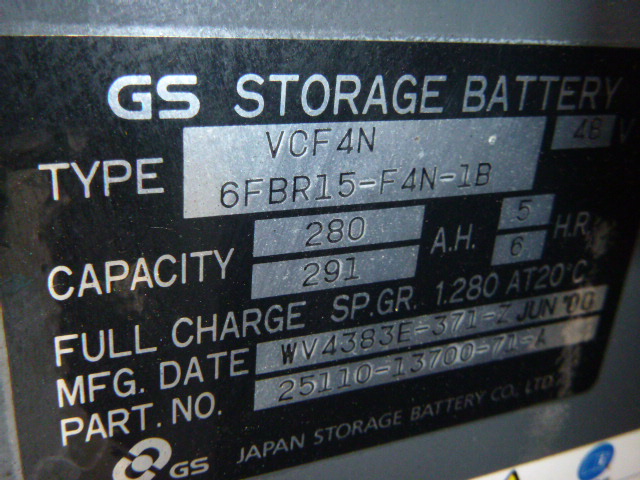 GS STORAGE BATTERY
TYPE VCF4N 48 V
6FBR15-F4N-1B
CAPACITY 280 A.H. 5 H.R
291 6
FULL CHARGE SP.GR. 1.280 AT20°C
MFG. DATE WV4383E-371-Z JUN '00
PART. NO. 25110-13700-71-A
GS JAPAN STORAGE BATTERY CO., LTD.